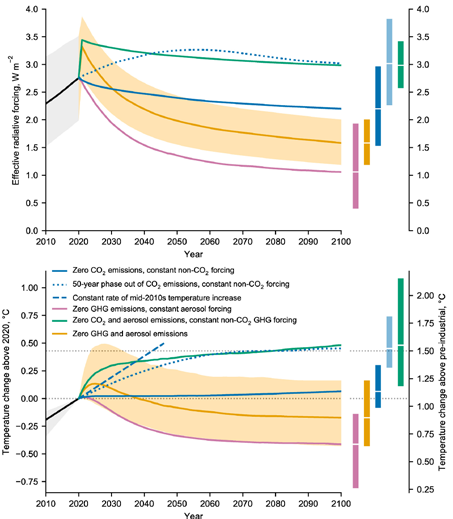 4.0
3.5
3.0
2.5
2.0
1.5
1.0
0.5
0.0
Effective radiative forcing, W m⁻²
4.0
3.5
3.0
2.5
2.0
1.5
1.0
0.5
0.0
2010 2020 2030 2040 2050 2060 2070 2080 2090 2100
Year
Zero CO₂ emissions, constant non-CO₂ forcing
50-year phase out of CO₂ emissions, constant non-CO₂ forcing
Constant rate of mid-2010s temperature increase
Zero GHG emissions, constant aerosol forcing
Zero CO₂ and aerosol emissions, constant non-CO₂ GHG forcing
Zero GHG and aerosol emissions
1.00
0.75
0.50
0.25
0.00
−0.25
−0.50
−0.75
Temperature change above 2020, °C
2.00
1.75
1.50
1.25
1.00
0.75
0.50
0.25
Temperature change above pre-industrial, °C
2010 2020 2030 2040 2050 2060 2070 2080 2090 2100
Year